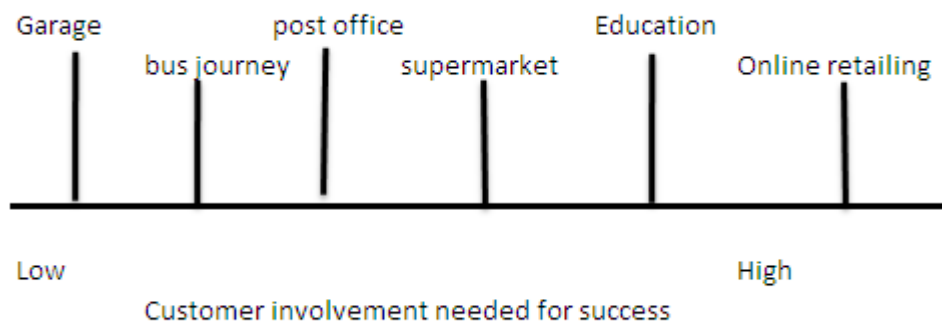 Garage
post office
Education
bus journey
supermarket
Online retailing
Low
High
Customer involvement needed for success